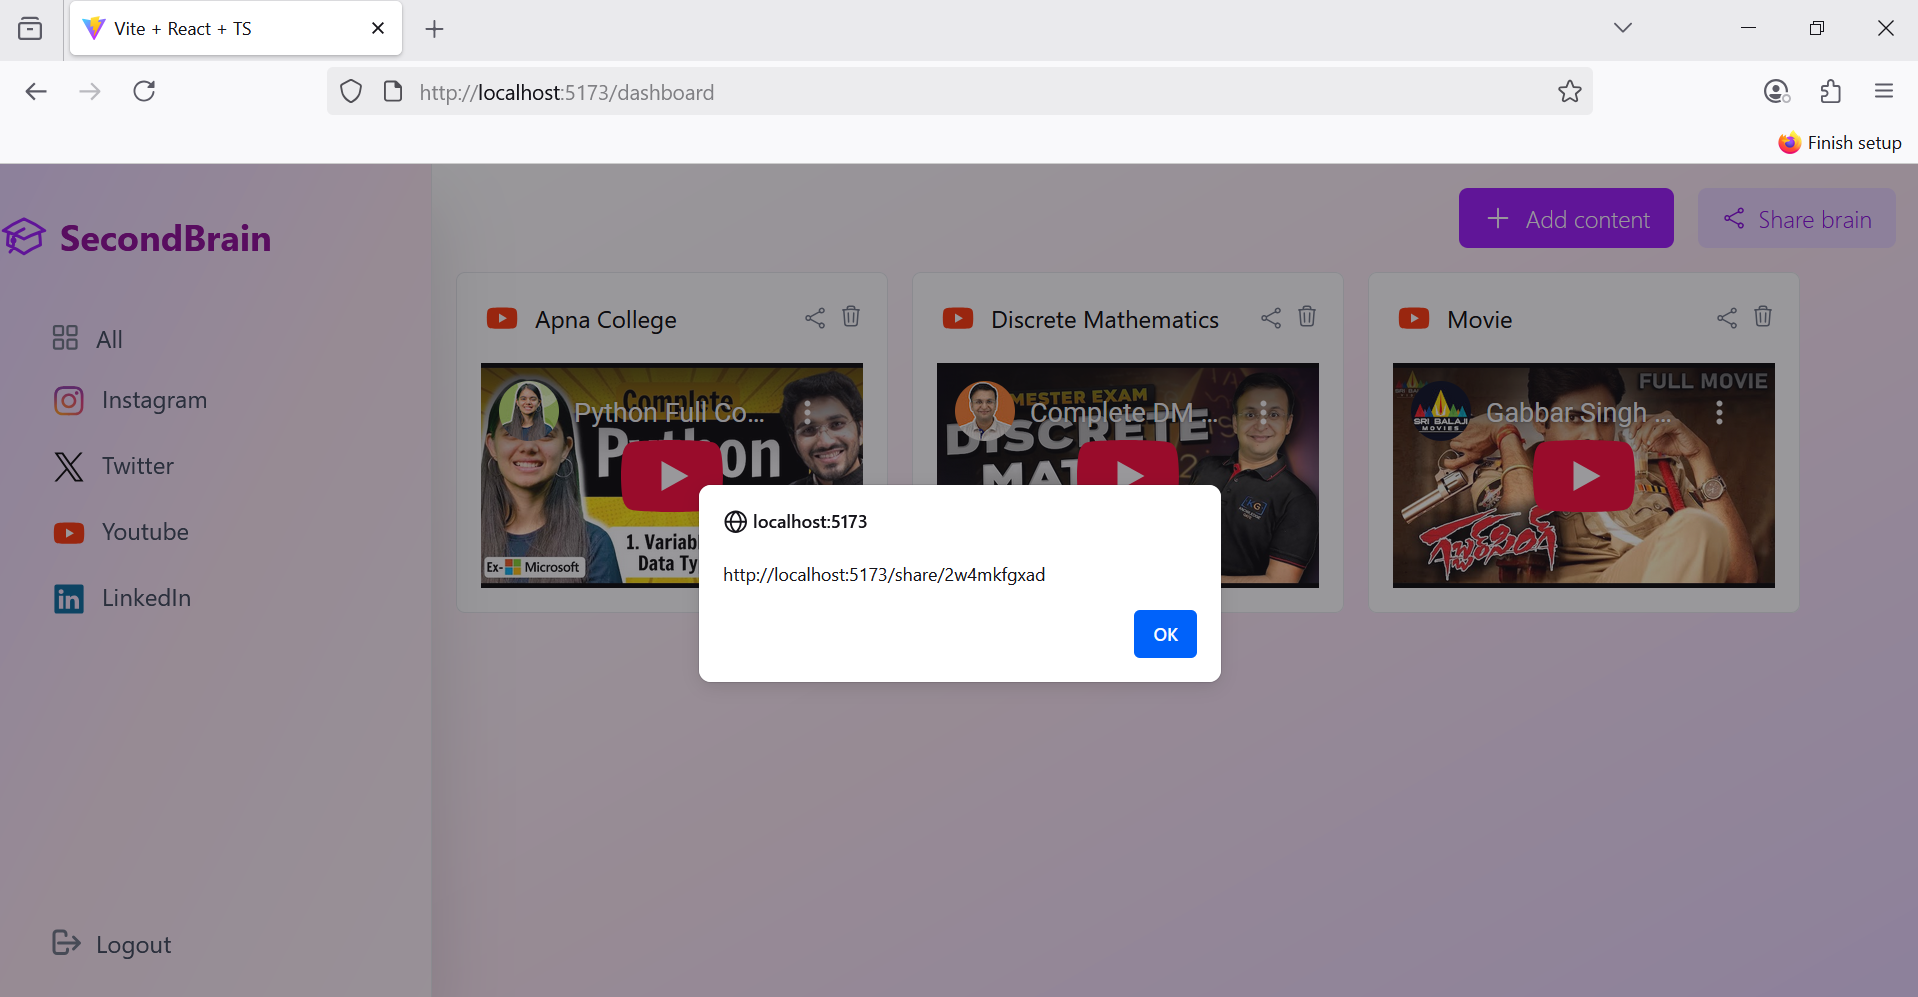 Vite + React + TS
http://localhost:5173/dashboard
Finish setup
SecondBrain
Add content
Share brain
All
Instagram
Twitter
Youtube
LinkedIn
Logout
Apna College
Python Full Co...
Complete
Python
1. Variab
Data Ty
Ex- Microsoft
Discrete Mathematics
Complete DM ...
MESTER EXAM
DISCRETE
MAT
KG
Movie
FULL MOVIE
Gabbar Singh ...
SRI BALAJI
MOVIES
గబ్బర్ సింగ్
localhost:5173
http://localhost:5173/share/2w4mkfgxad
OK